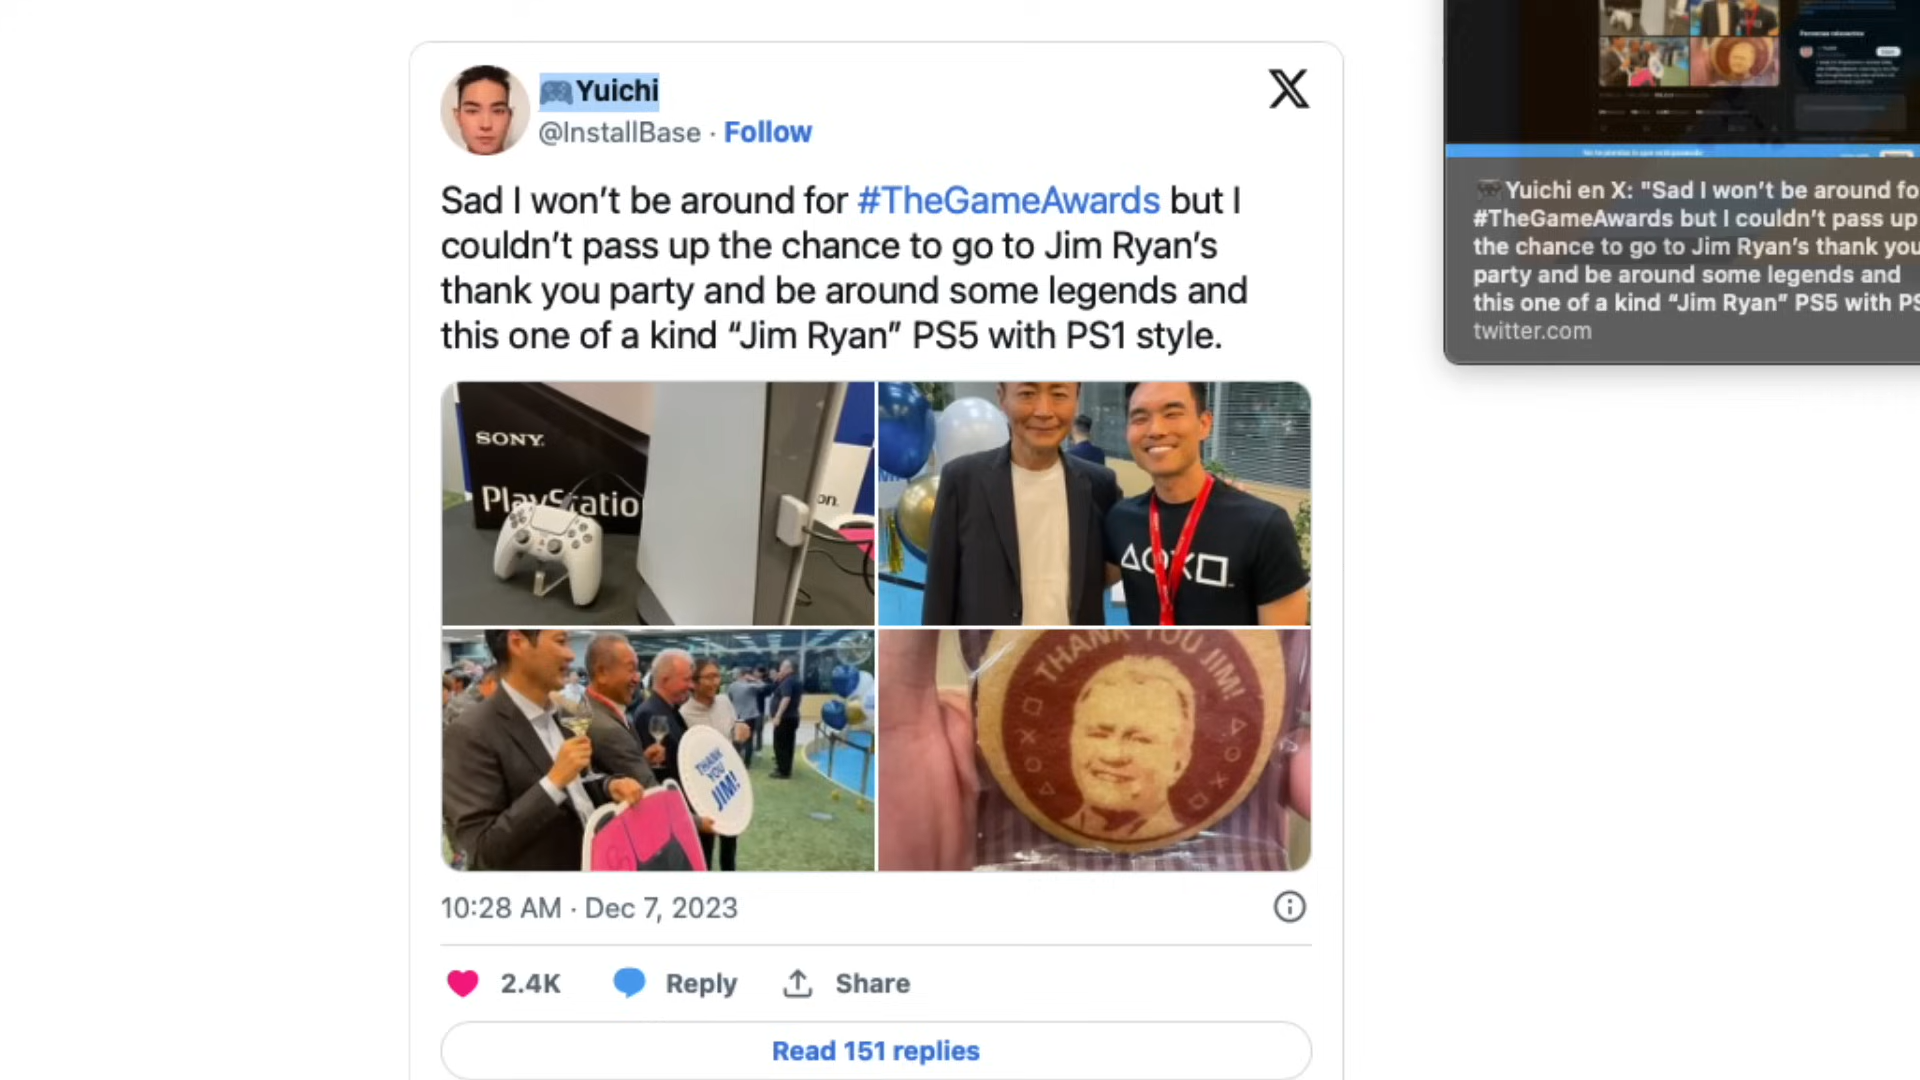 Yuichi
@InstallBase · Follow
Sad I won’t be around for #TheGameAwards but I
couldn’t pass up the chance to go to Jim Ryan’s
thank you party and be around some legends and
this one of a kind “Jim Ryan” PS5 with PS1 style.
SONY
PlayStatio
on.
THANK
YOU
JIM!
THANK YOU JIM!
10:28 AM · Dec 7, 2023
2.4K
Reply
Share
Read 151 replies
Yuichi en X: "Sad I won’t be around fo
#TheGameAwards but I couldn’t pass up
the chance to go to Jim Ryan’s thank you
party and be around some legends and
this one of a kind “Jim Ryan” PS5 with PS
twitter.com